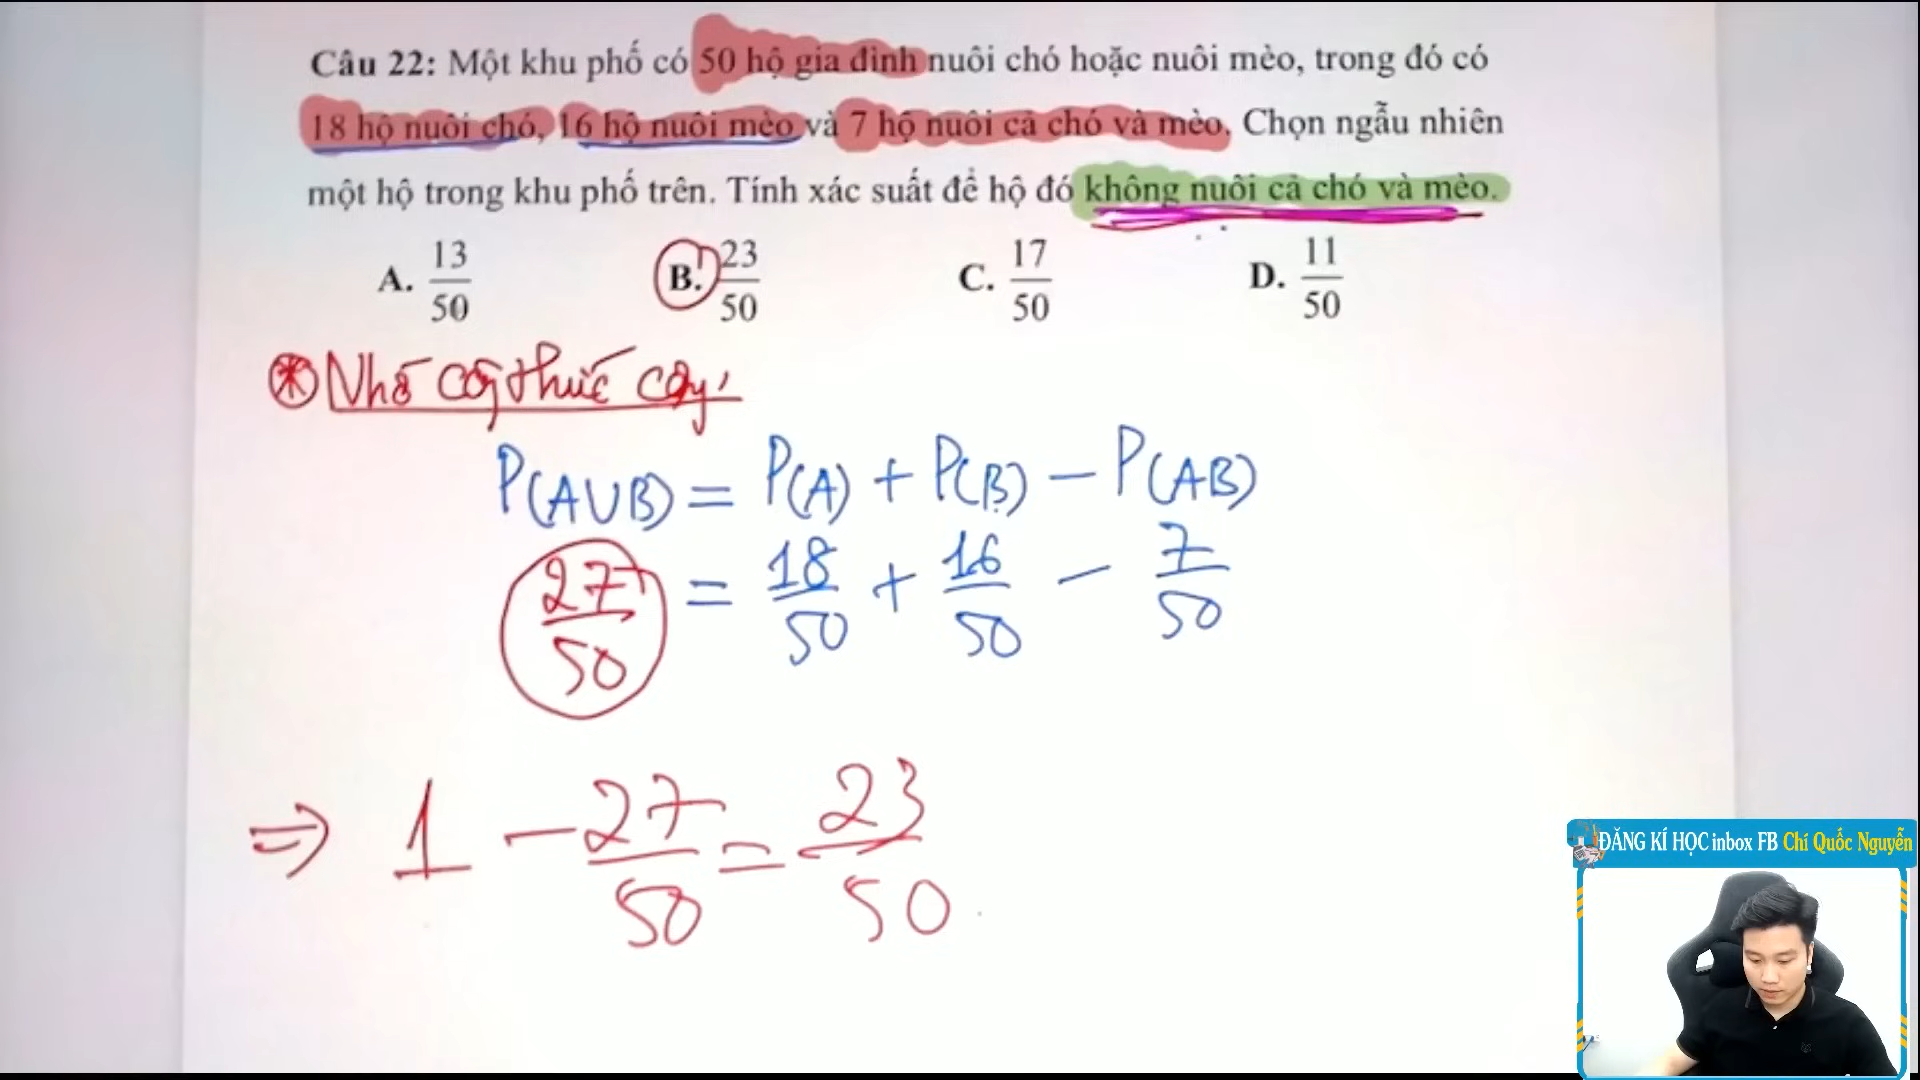 Câu 22: Một khu phố có 50 hộ gia đình nuôi chó hoặc nuôi mèo, trong đó có
18 hộ nuôi chó, 16 hộ nuôi mèo và 7 hộ nuôi cả chó và mèo. Chọn ngẫu nhiên
một hộ trong khu phố trên. Tính xác suất để hộ đó không nuôi cả chó và mèo.
A. 13/50 B. 23/50 C. 17/50 D. 11/50
Nhớ công thức cộng:
P(A∪B) = P(A) + P(B) − P(AB)
27/50 = 18/50 + 16/50 − 7/50
⇒ 1 − 27/50 = 23/50
ĐĂNG KÍ HỌC inbox FB Chí Quốc Nguyễn